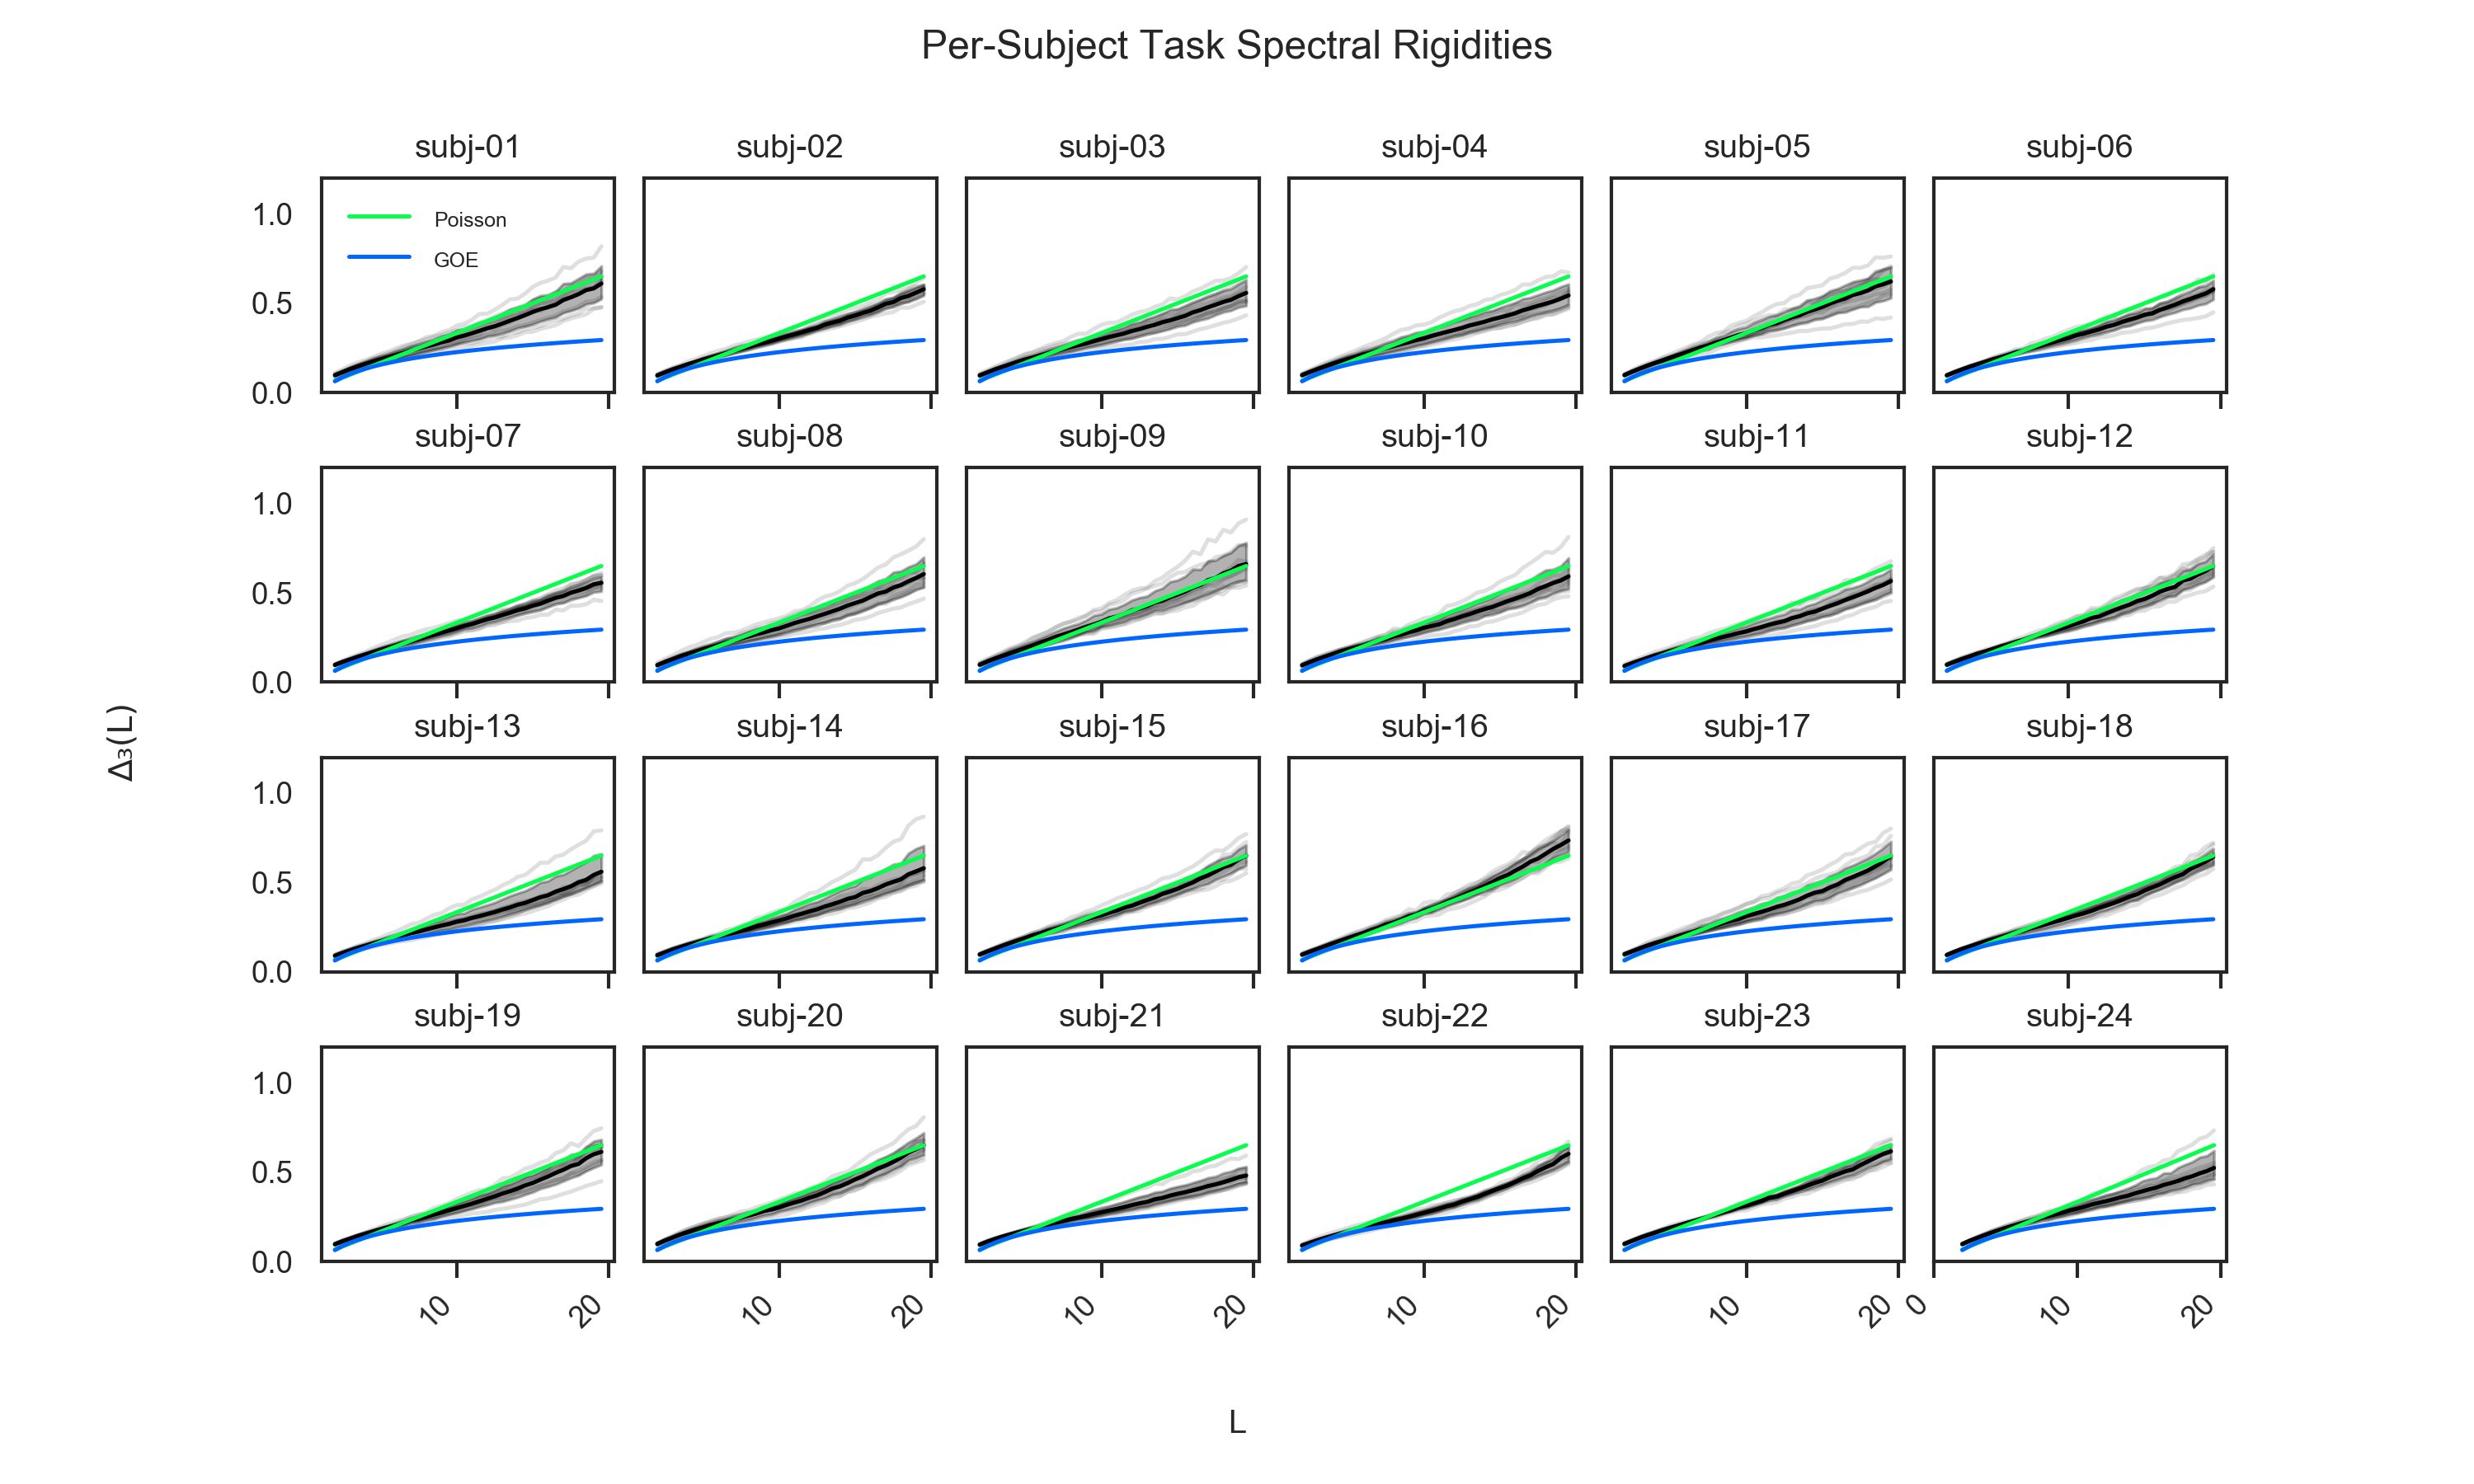 Per-Subject Task Spectral Rigidities
subj-01 subj-02 subj-03 subj-04 subj-05 subj-06
1.0
Poisson
GOE
0.5
0.0
subj-07 subj-08 subj-09 subj-10 subj-11 subj-12
1.0
0.5
0.0
subj-13 subj-14 subj-15 subj-16 subj-17 subj-18
1.0
0.5
0.0
Δ₃(L)
subj-19 subj-20 subj-21 subj-22 subj-23 subj-24
1.0
0.5
0.0
10 20 10 20 10 20 10 20 10 20 0 10 20
L